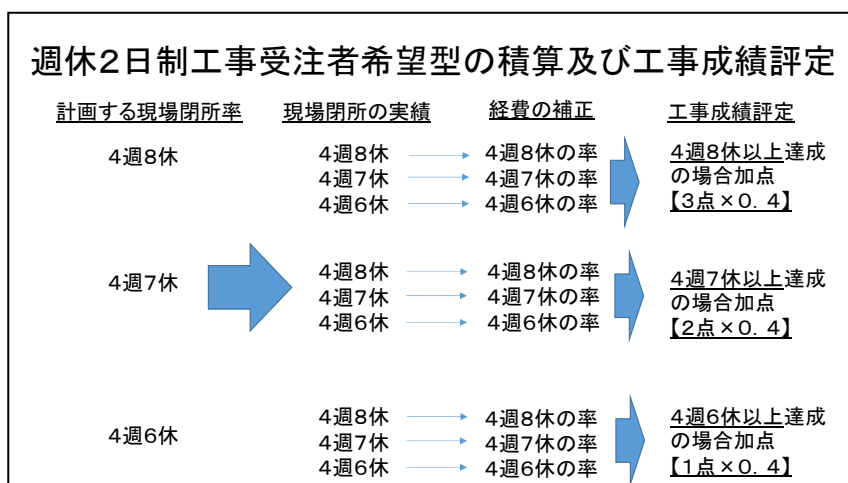 週休２日制工事受注者希望型の積算及び工事成績評定
計画する現場閉所率 現場閉所の実績 経費の補正 工事成績評定
４週８休
４週８休 ４週８休の率
４週７休 ４週７休の率
４週６休 ４週６休の率
４週８休以上達成
の場合加点
【３点×０．４】
４週７休
４週８休 ４週８休の率
４週７休 ４週７休の率
４週６休 ４週６休の率
４週７休以上達成
の場合加点
【２点×０．４】
４週６休
４週８休 ４週８休の率
４週７休 ４週７休の率
４週６休 ４週６休の率
４週６休以上達成
の場合加点
【１点×０．４】